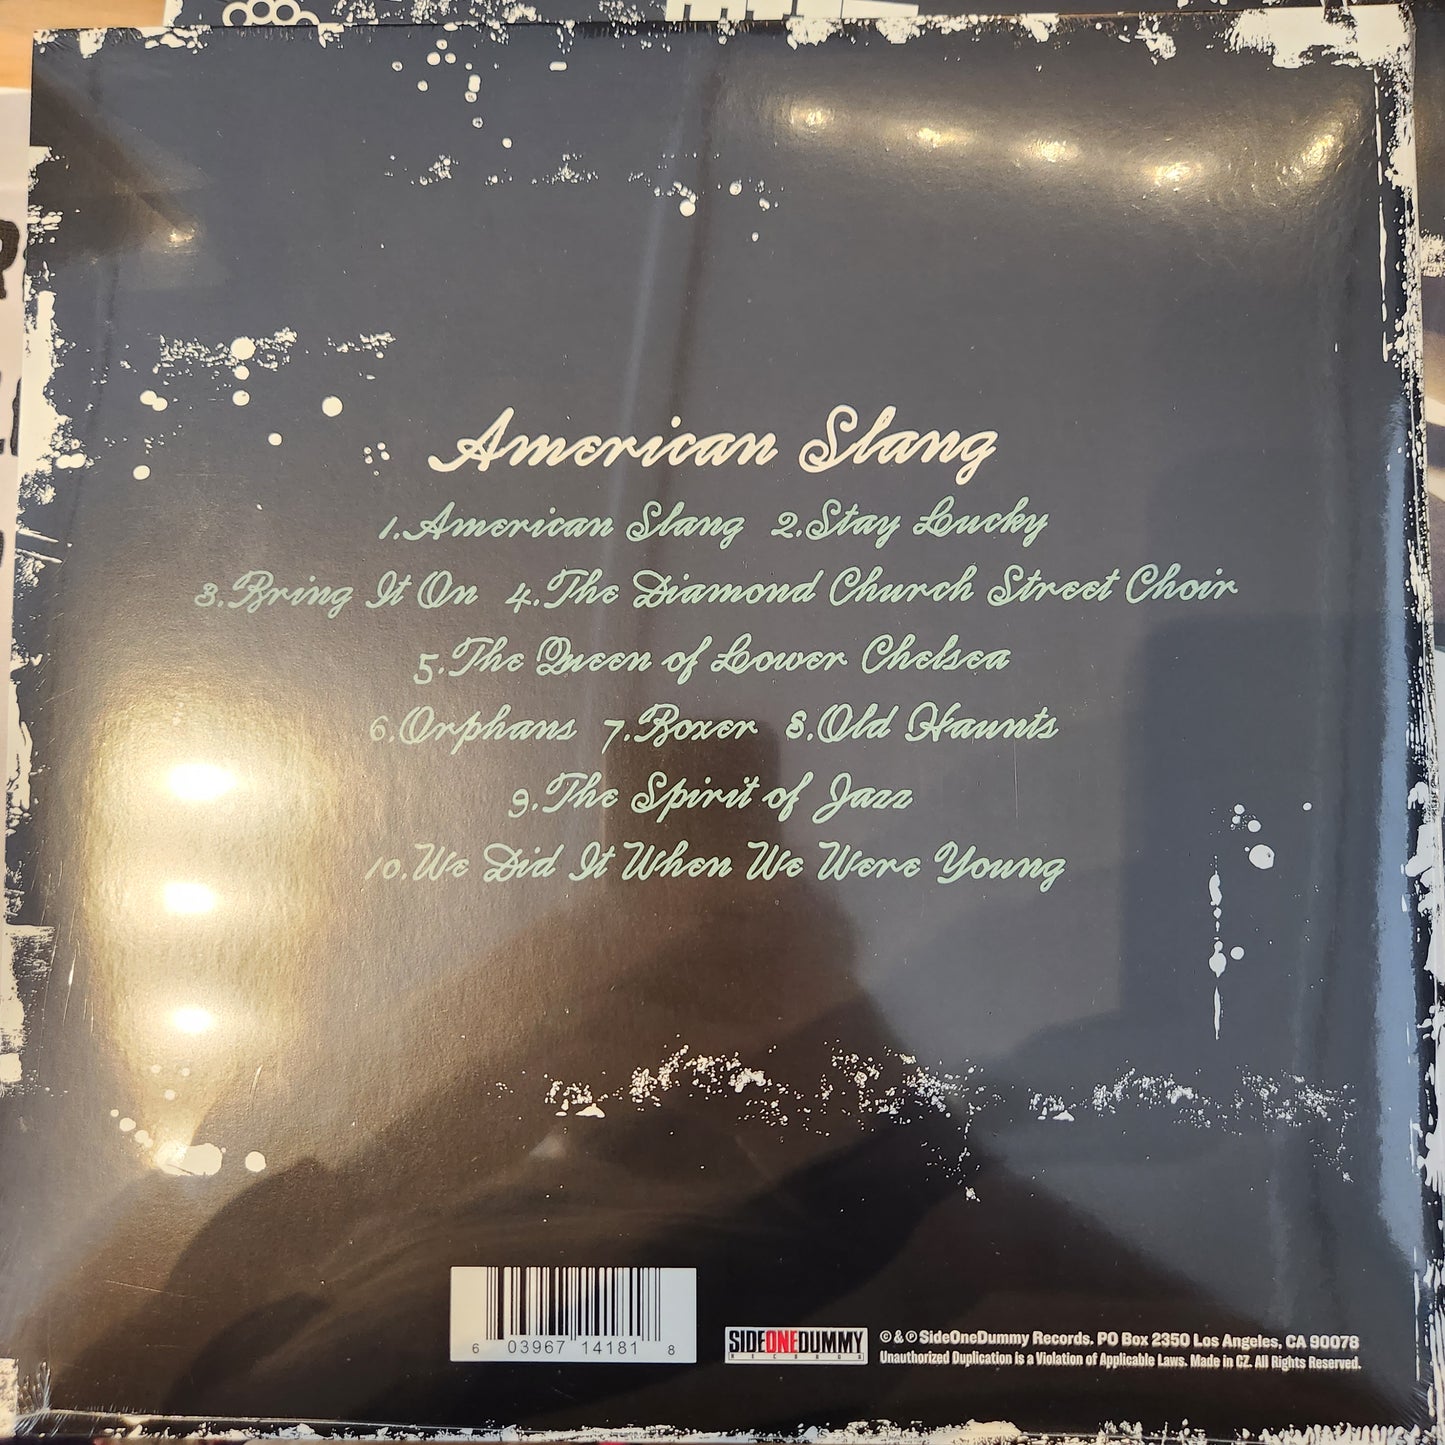 American Slang
1.American Slang 2.Stay Lucky
3.Bring It On 4.The Diamond Church Street Choir
5.The Queen of Lower Chelsea
6.Orphans 7.Boxer 8.Old Haunts
9.The Spirit of Jazz
10.We Did It When We Were Young
6 03967 14181 8
SIDEONEDUMMY
RECORDS
© & ℗ SideOneDummy Records. PO Box 2350 Los Angeles, CA 90078
Unauthorized Duplication is a Violation of Applicable Laws. Made in CZ. All Rights Reserved.